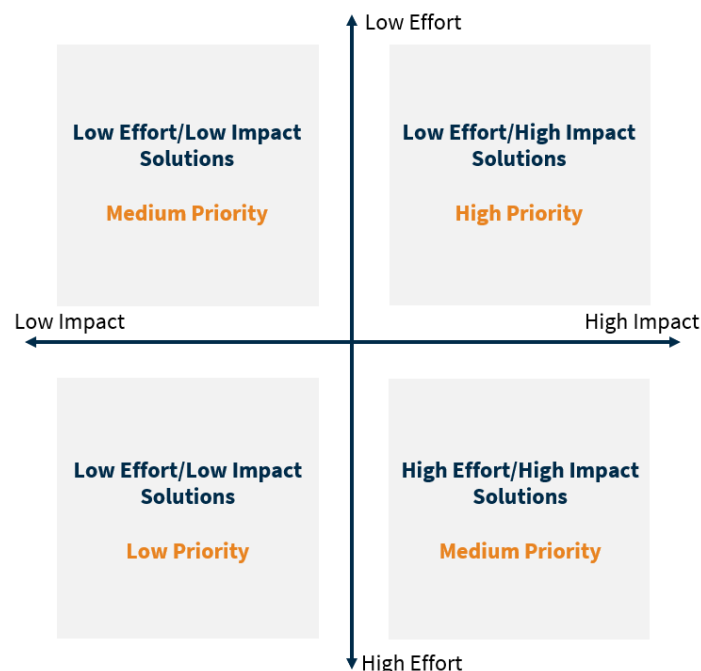 Low Effort
Low Effort/Low Impact
Solutions
Medium Priority
Low Effort/High Impact
Solutions
High Priority
Low Impact
High Impact
Low Effort/Low Impact
Solutions
Low Priority
High Effort/High Impact
Solutions
Medium Priority
High Effort